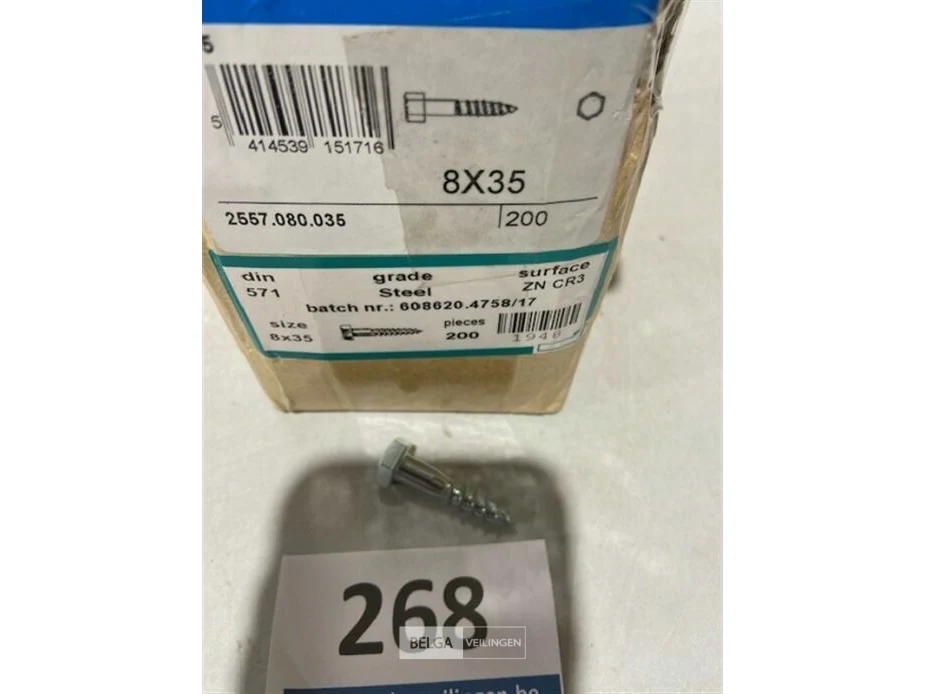 5
5 414539 151716
8X35
2557.080.035 200
din grade surface
571 Steel ZN CR3
batch nr.: 608620.4758/17
size pieces
8x35 200 1948
268
BELGA VEILINGEN